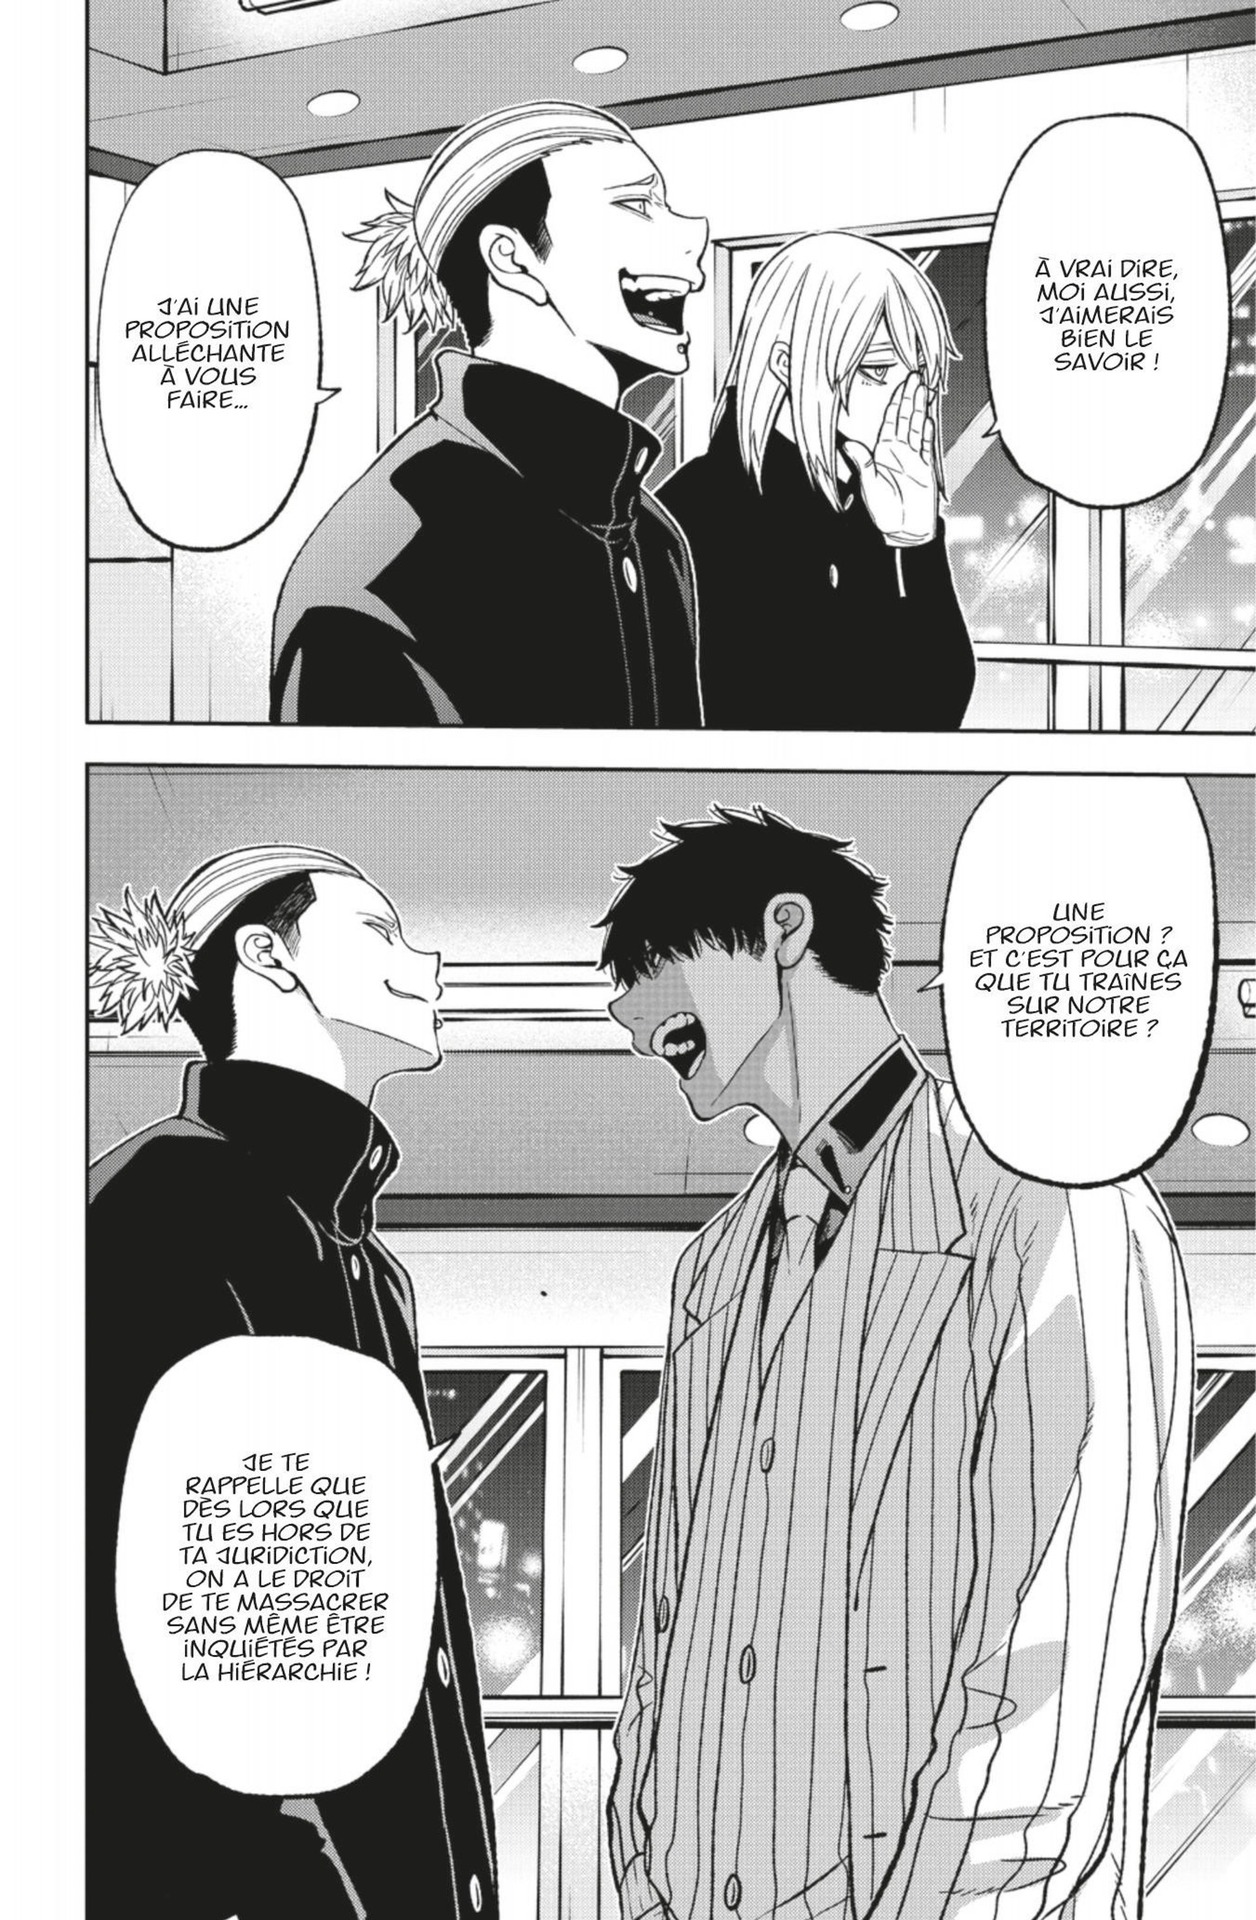 À VRAI DIRE,
MOI AUSSI,
J'AIMERAIS
BIEN LE
SAVOIR !
J'AI UNE
PROPOSITION
ALLÉCHANTE
À VOUS
FAIRE...
UNE
PROPOSITION ?
ET C'EST POUR ÇA
QUE TU TRAÎNES
SUR NOTRE
TERRITOIRE ?
JE TE
RAPPELLE QUE
DÈS LORS QUE
TU ES HORS DE
TA JURIDICTION,
ON A LE DROIT
DE TE MASSACRER
SANS MÊME ÊTRE
INQUIÉTÉS PAR
LA HIÉRARCHIE !